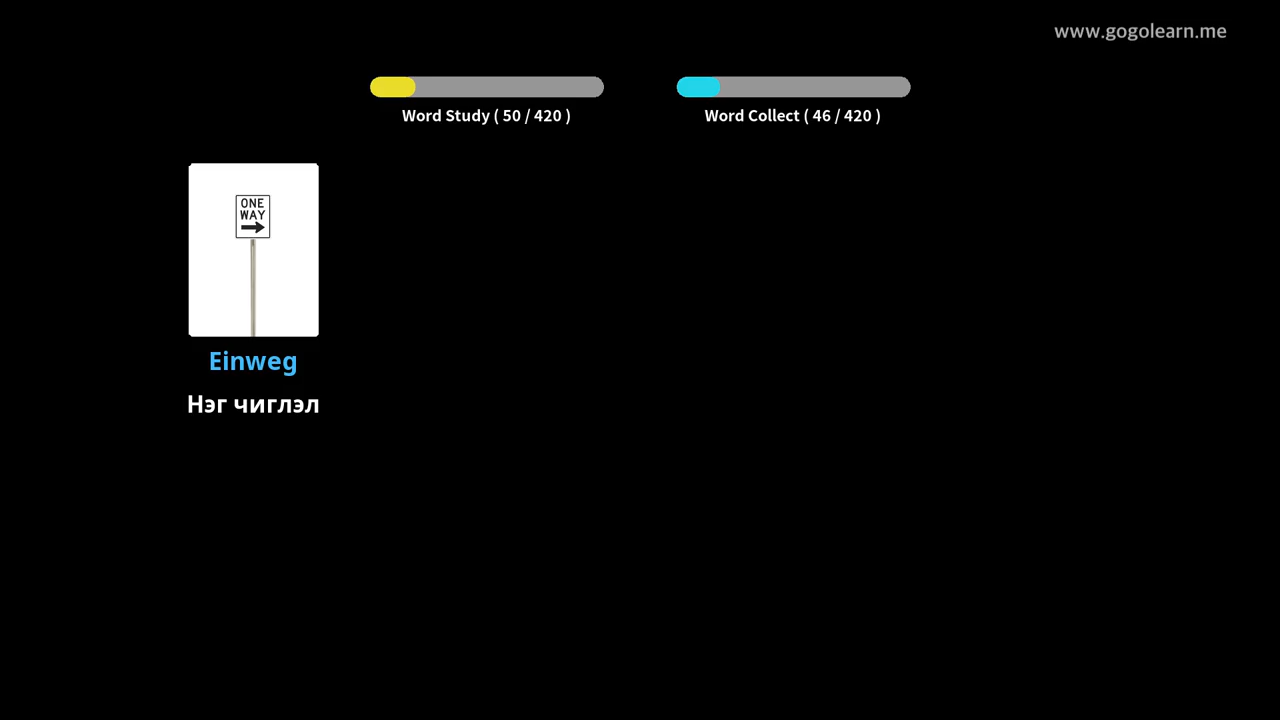 www.gogolearn.me
Word Study ( 50 / 420 )
Word Collect ( 46 / 420 )
ONE
WAY
Einweg
Нэг чиглэл